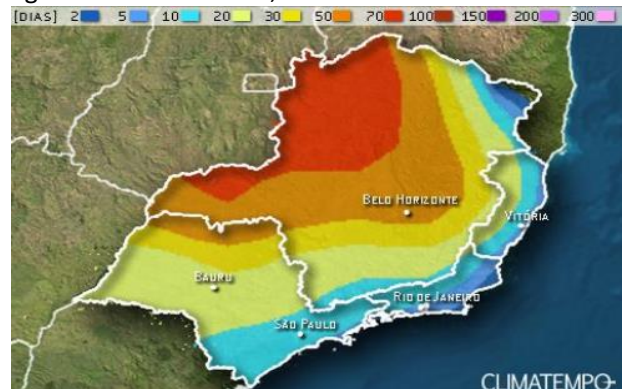 [DIAS] 2 5 10 20 30 50 70 100 150 200 300
BELO HORIZONTE
VITÓRIA
BAURU
RIO DE JANEIRO
SÃO PAULO
CLIMATEMPO